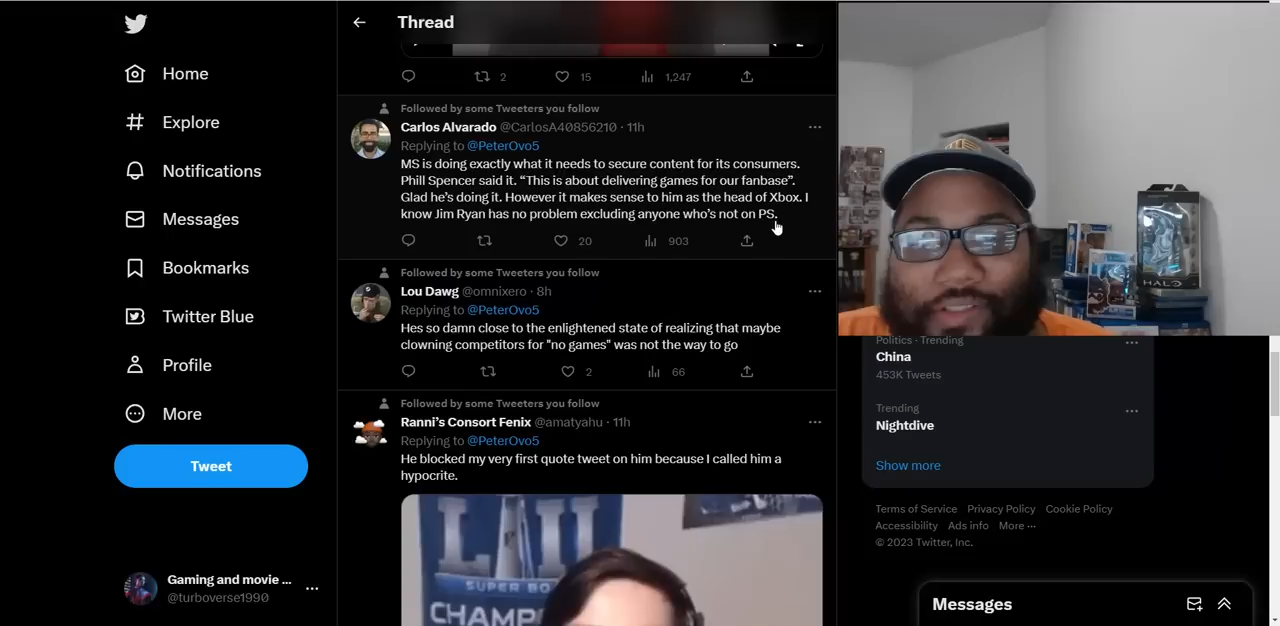 Home
Explore
Notifications
Messages
Bookmarks
Twitter Blue
Profile
More
Tweet
Gaming and movie ...
@turboverse1990
Thread
2
15
1,247
Followed by some Tweeters you follow
Carlos Alvarado @CarlosA40856210 · 11h
Replying to @PeterOvo5
MS is doing exactly what it needs to secure content for its consumers.
Phill Spencer said it. “This is about delivering games for our fanbase”.
Glad he’s doing it. However it makes sense to him as the head of Xbox. I
know Jim Ryan has no problem excluding anyone who’s not on PS.
20
903
Followed by some Tweeters you follow
Lou Dawg @omnixero · 8h
Replying to @PeterOvo5
Hes so damn close to the enlightened state of realizing that maybe
clowning competitors for "no games" was not the way to go
2
66
Followed by some Tweeters you follow
Ranni’s Consort Fenix @amatyahu · 11h
Replying to @PeterOvo5
He blocked my very first quote tweet on him because I called him a
hypocrite.
LII
SUPER BO
CHAMP
HALO
Politics · Trending
China
453K Tweets
Trending
Nightdive
Show more
Terms of Service Privacy Policy Cookie Policy
Accessibility Ads info More ...
© 2023 Twitter, Inc.
Messages